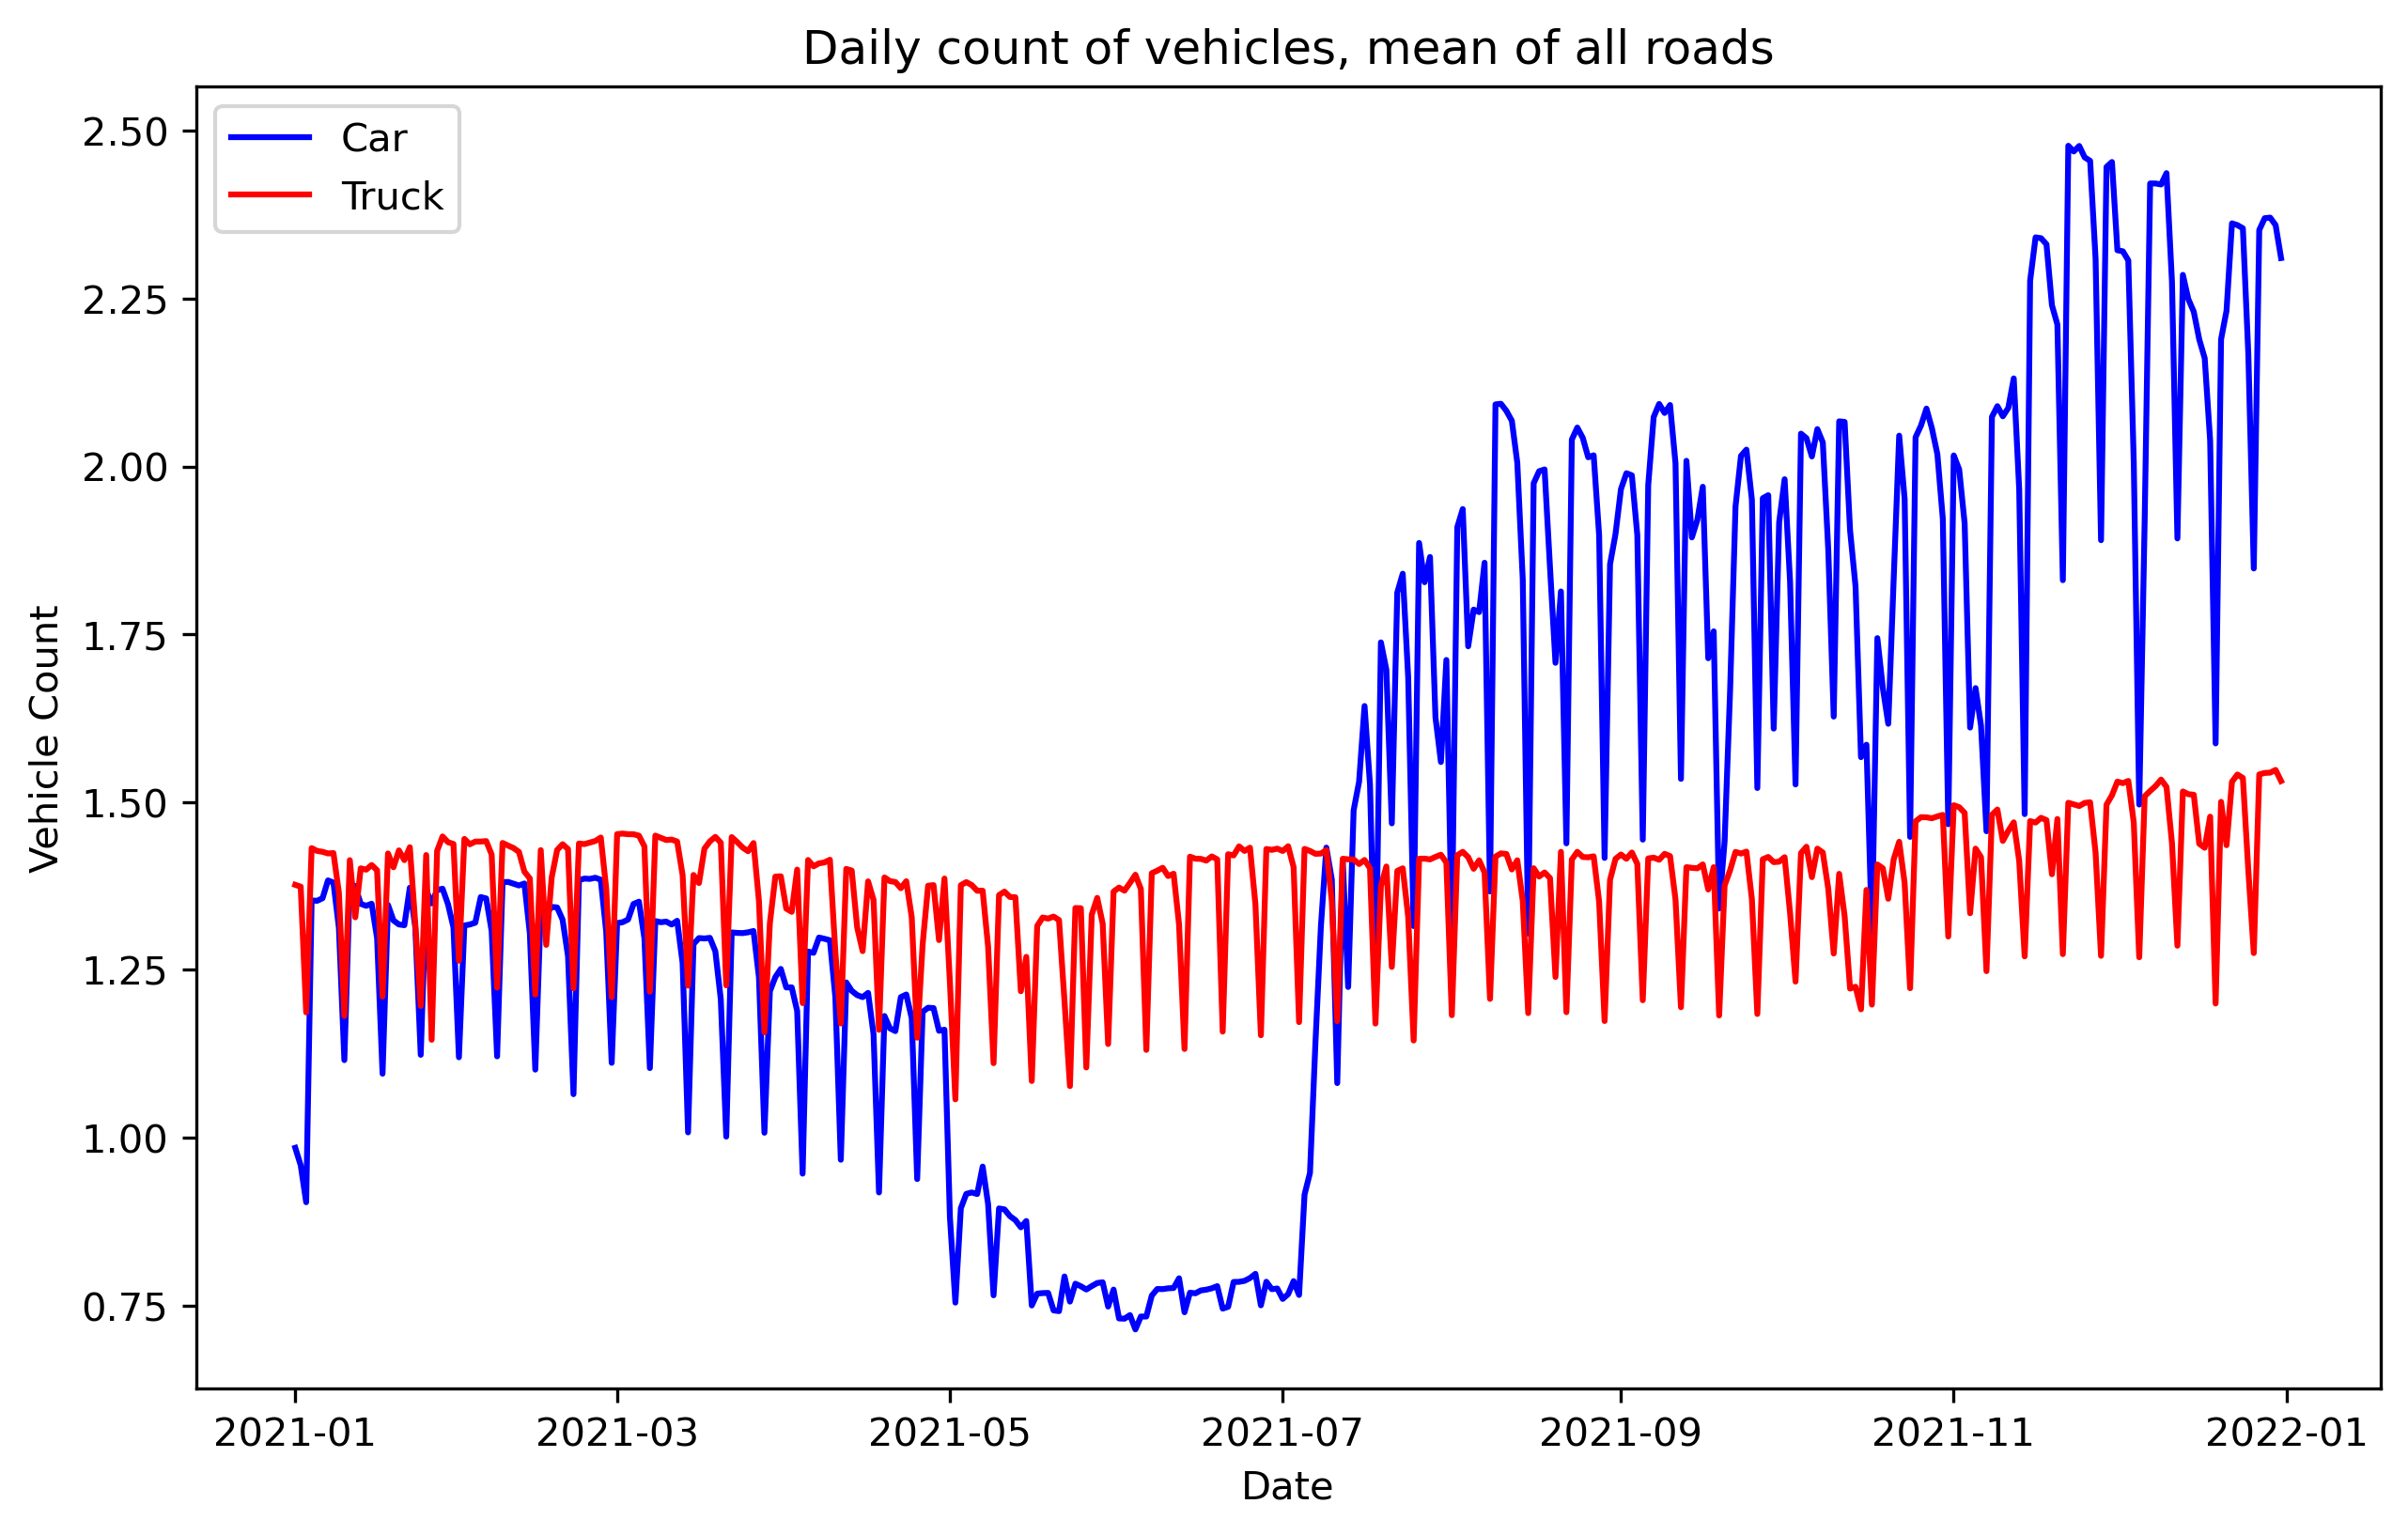 Daily count of vehicles, mean of all roads
Car
Truck
2.50
2.25
2.00
1.75
1.50
1.25
1.00
0.75
Vehicle Count
2021-01 2021-03 2021-05 2021-07 2021-09 2021-11 2022-01
Date